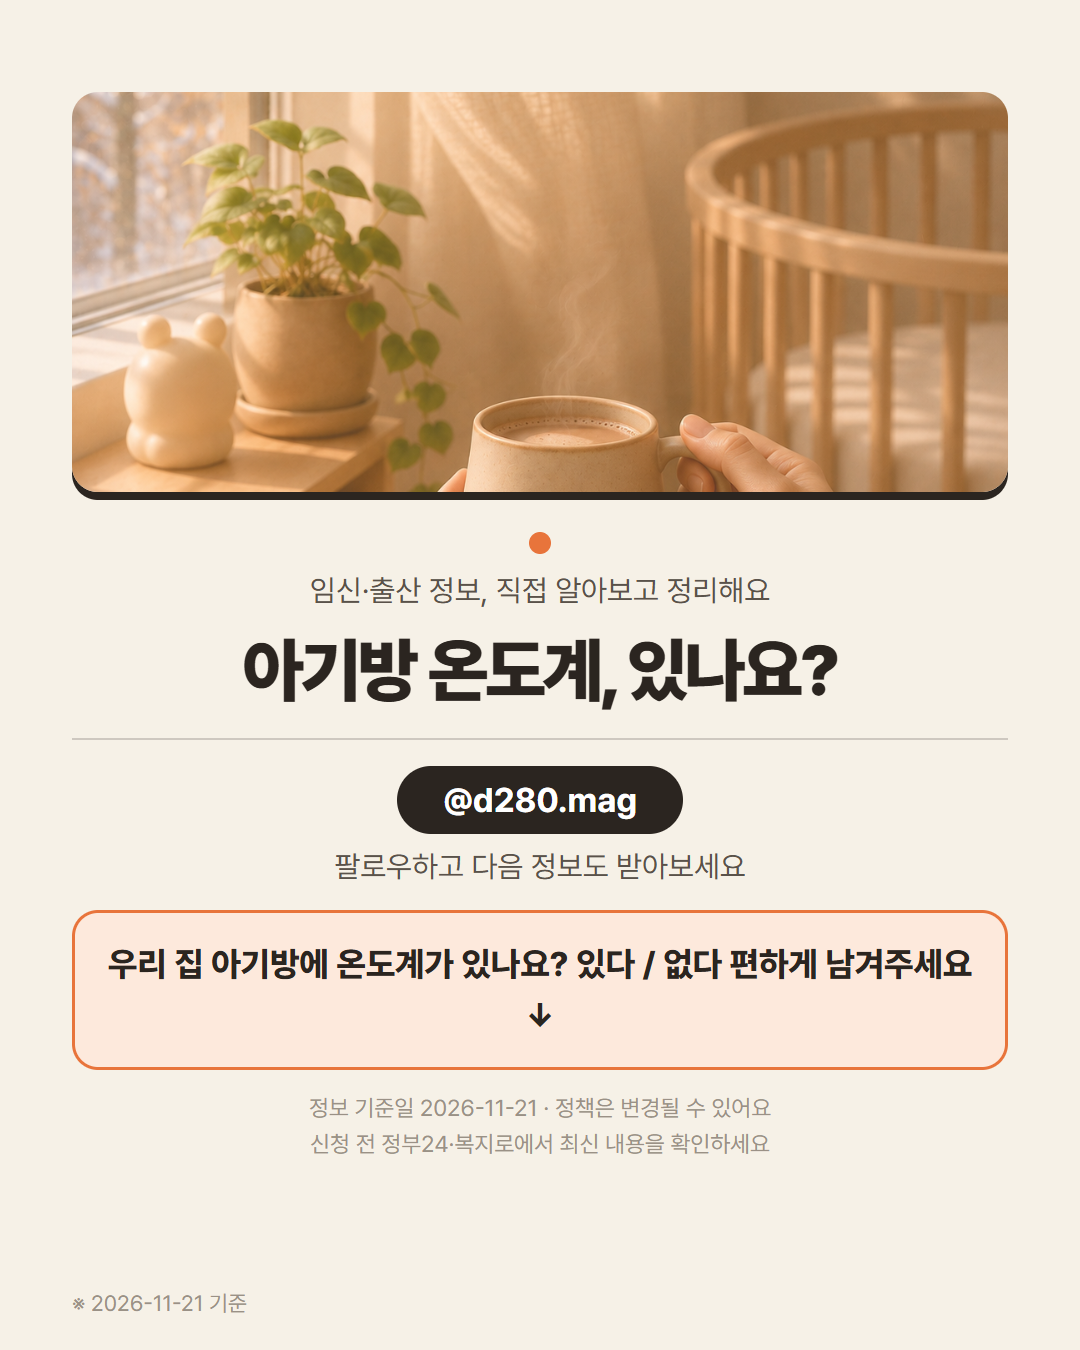 임신·출산 정보, 직접 알아보고 정리해요
아기방 온도계, 있나요?
@d280.mag
팔로우하고 다음 정보도 받아보세요
우리 집 아기방에 온도계가 있나요? 있다 / 없다 편하게 남겨주세요
↓
정보 기준일 2026-11-21 · 정책은 변경될 수 있어요
신청 전 정부24·복지로에서 최신 내용을 확인하세요
※ 2026-11-21 기준